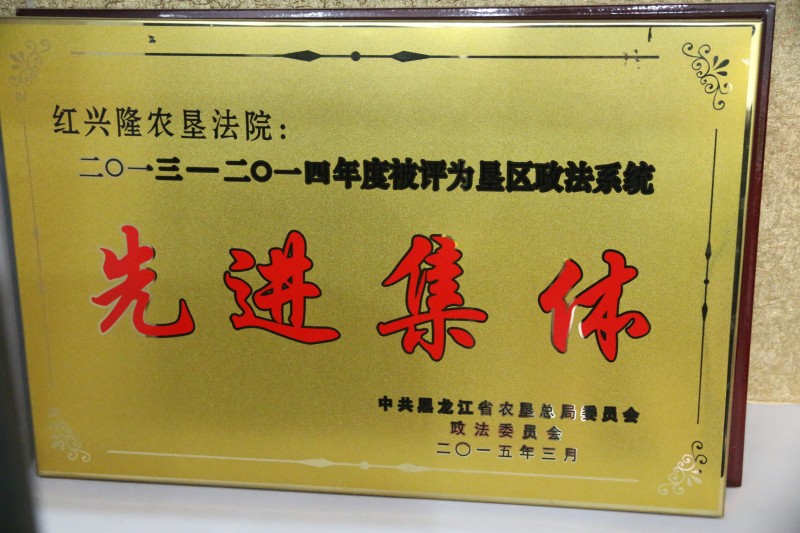 红兴隆农垦法院：
二〇一三一二〇一四年度被评为垦区政法系统
先进集体
中共黑龙江省农垦总局委员会
政法委员会
二〇一五年三月